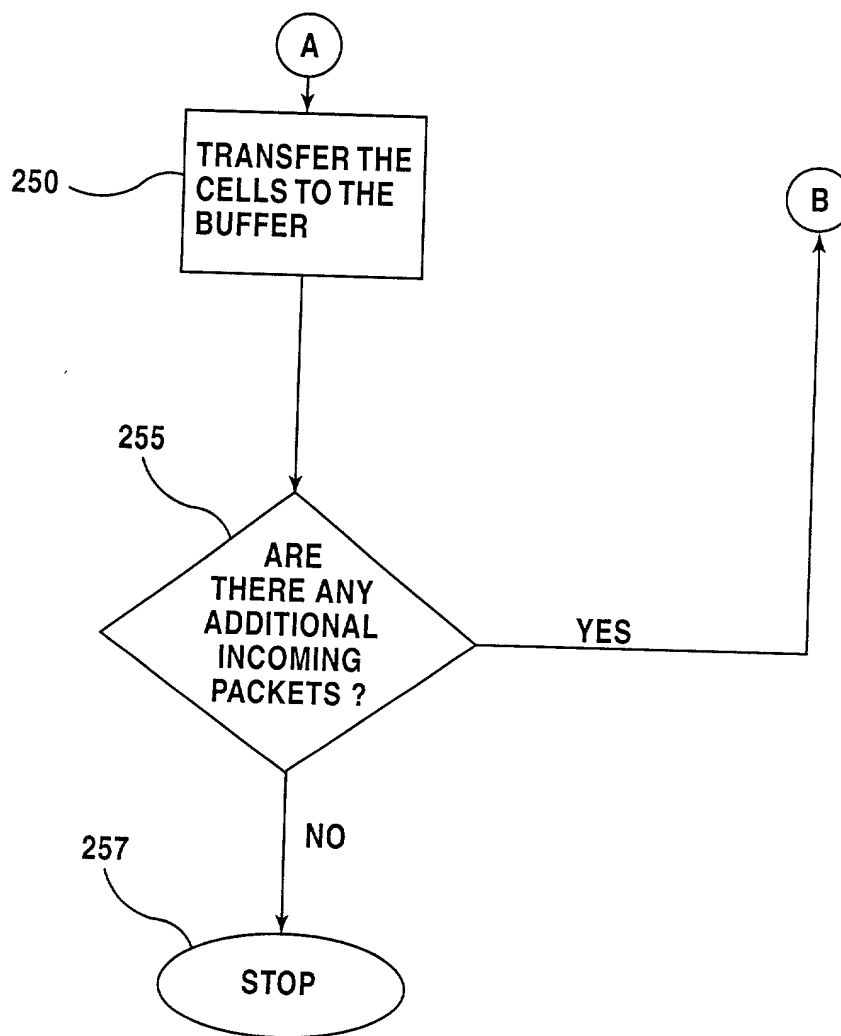 A
TRANSFER THE
CELLS TO THE
BUFFER
250
B
255
ARE
THERE ANY
ADDITIONAL
INCOMING
PACKETS ?
YES
NO
257
STOP